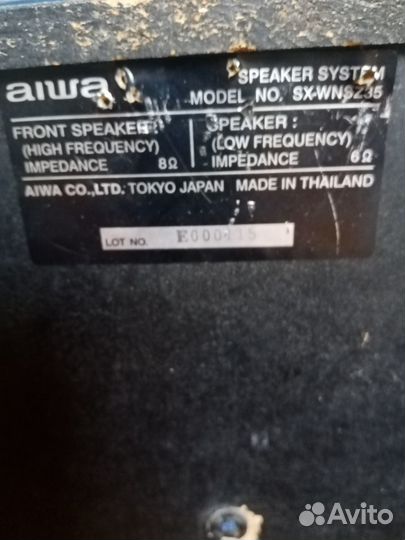 aiwa
SPEAKER SYSTEM
MODEL NO. SX-WNSZ35
FRONT SPEAKER :
(HIGH FREQUENCY)
IMPEDANCE 8Ω
SPEAKER :
(LOW FREQUENCY)
IMPEDANCE 6Ω
AIWA CO.,LTD. TOKYO JAPAN MADE IN THAILAND
LOT NO.
Avito